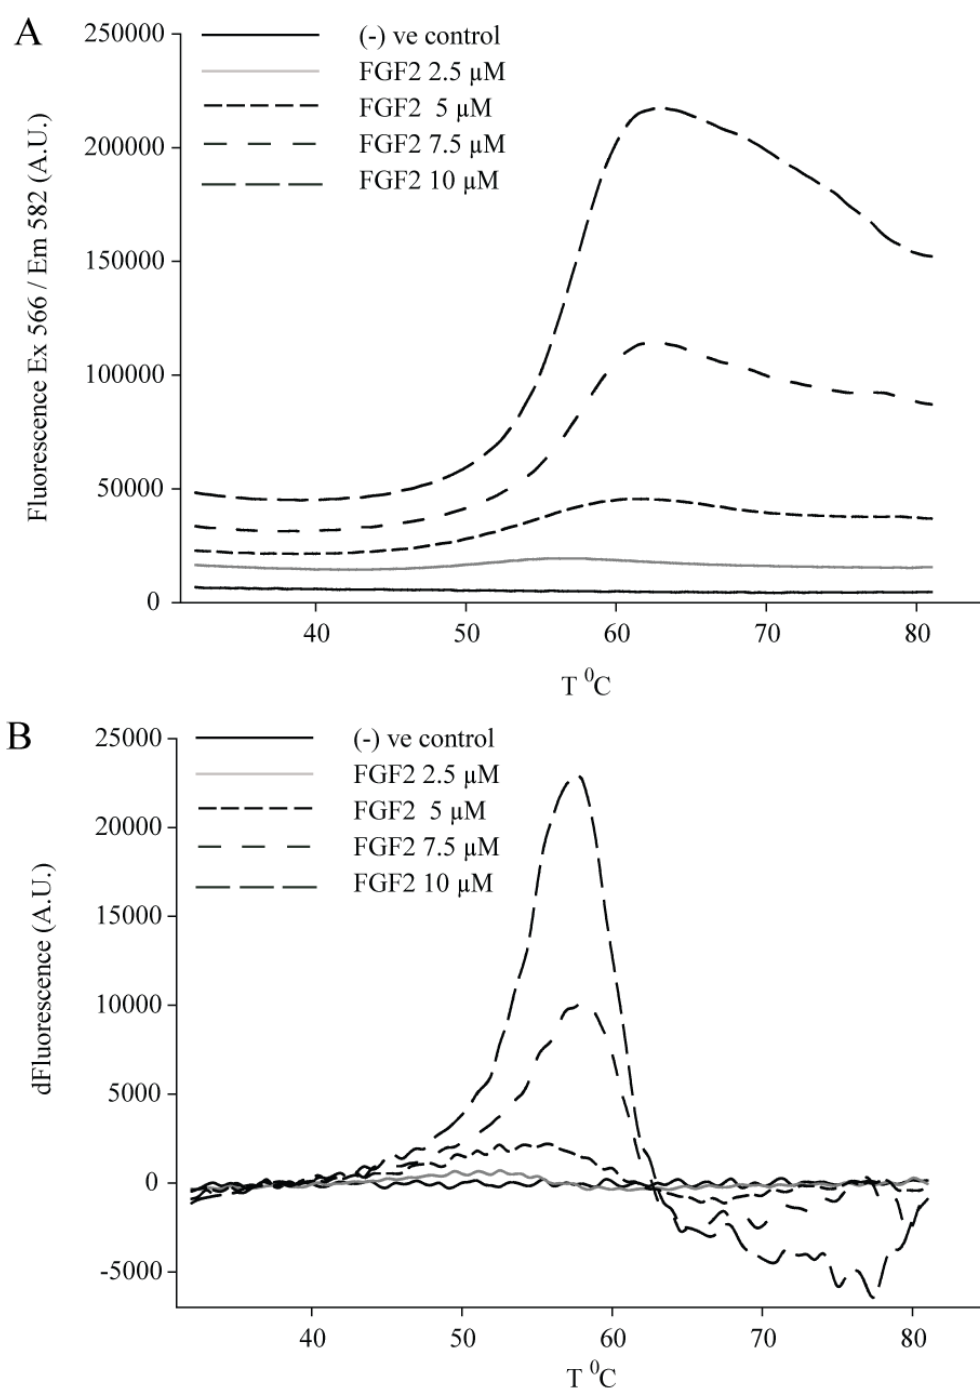 A
250000
200000
150000
100000
50000
0
Fluorescence Ex 566 / Em 582 (A.U.)
(-) ve control
FGF2 2.5 µM
FGF2 5 µM
FGF2 7.5 µM
FGF2 10 µM
40 50 60 70 80
T ⁰C
B
25000
20000
15000
10000
5000
0
-5000
dFluorescence (A.U.)
(-) ve control
FGF2 2.5 µM
FGF2 5 µM
FGF2 7.5 µM
FGF2 10 µM
40 50 60 70 80
T ⁰C